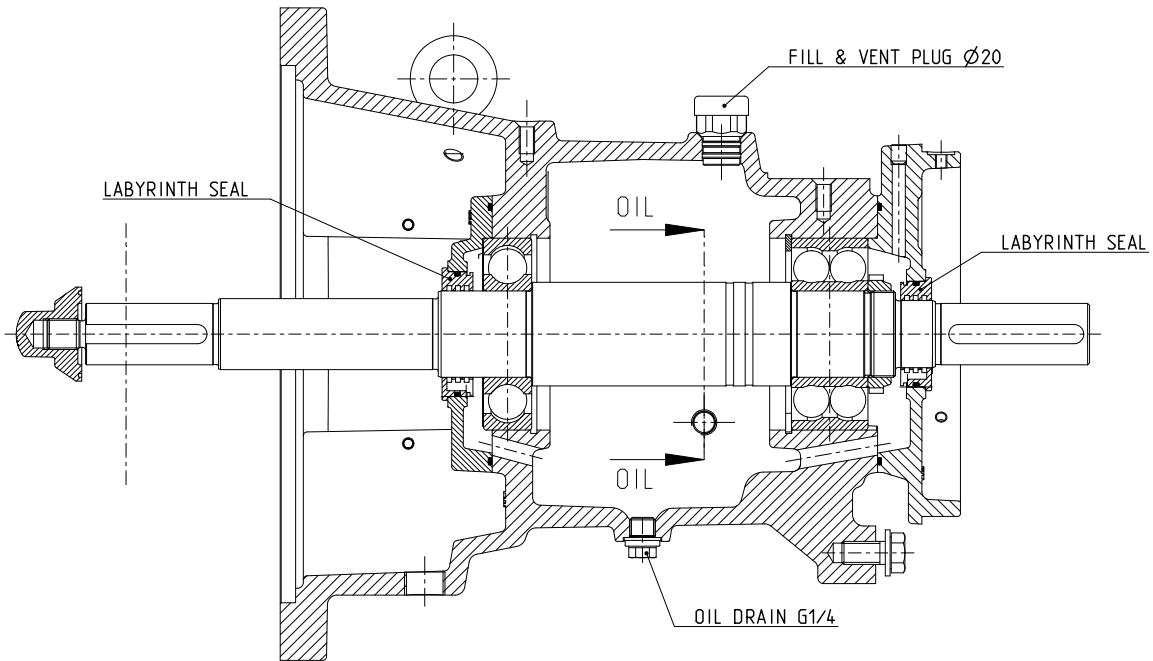 FILL & VENT PLUG Ø20
LABYRINTH SEAL
OIL
LABYRINTH SEAL
OIL
OIL DRAIN G1/4